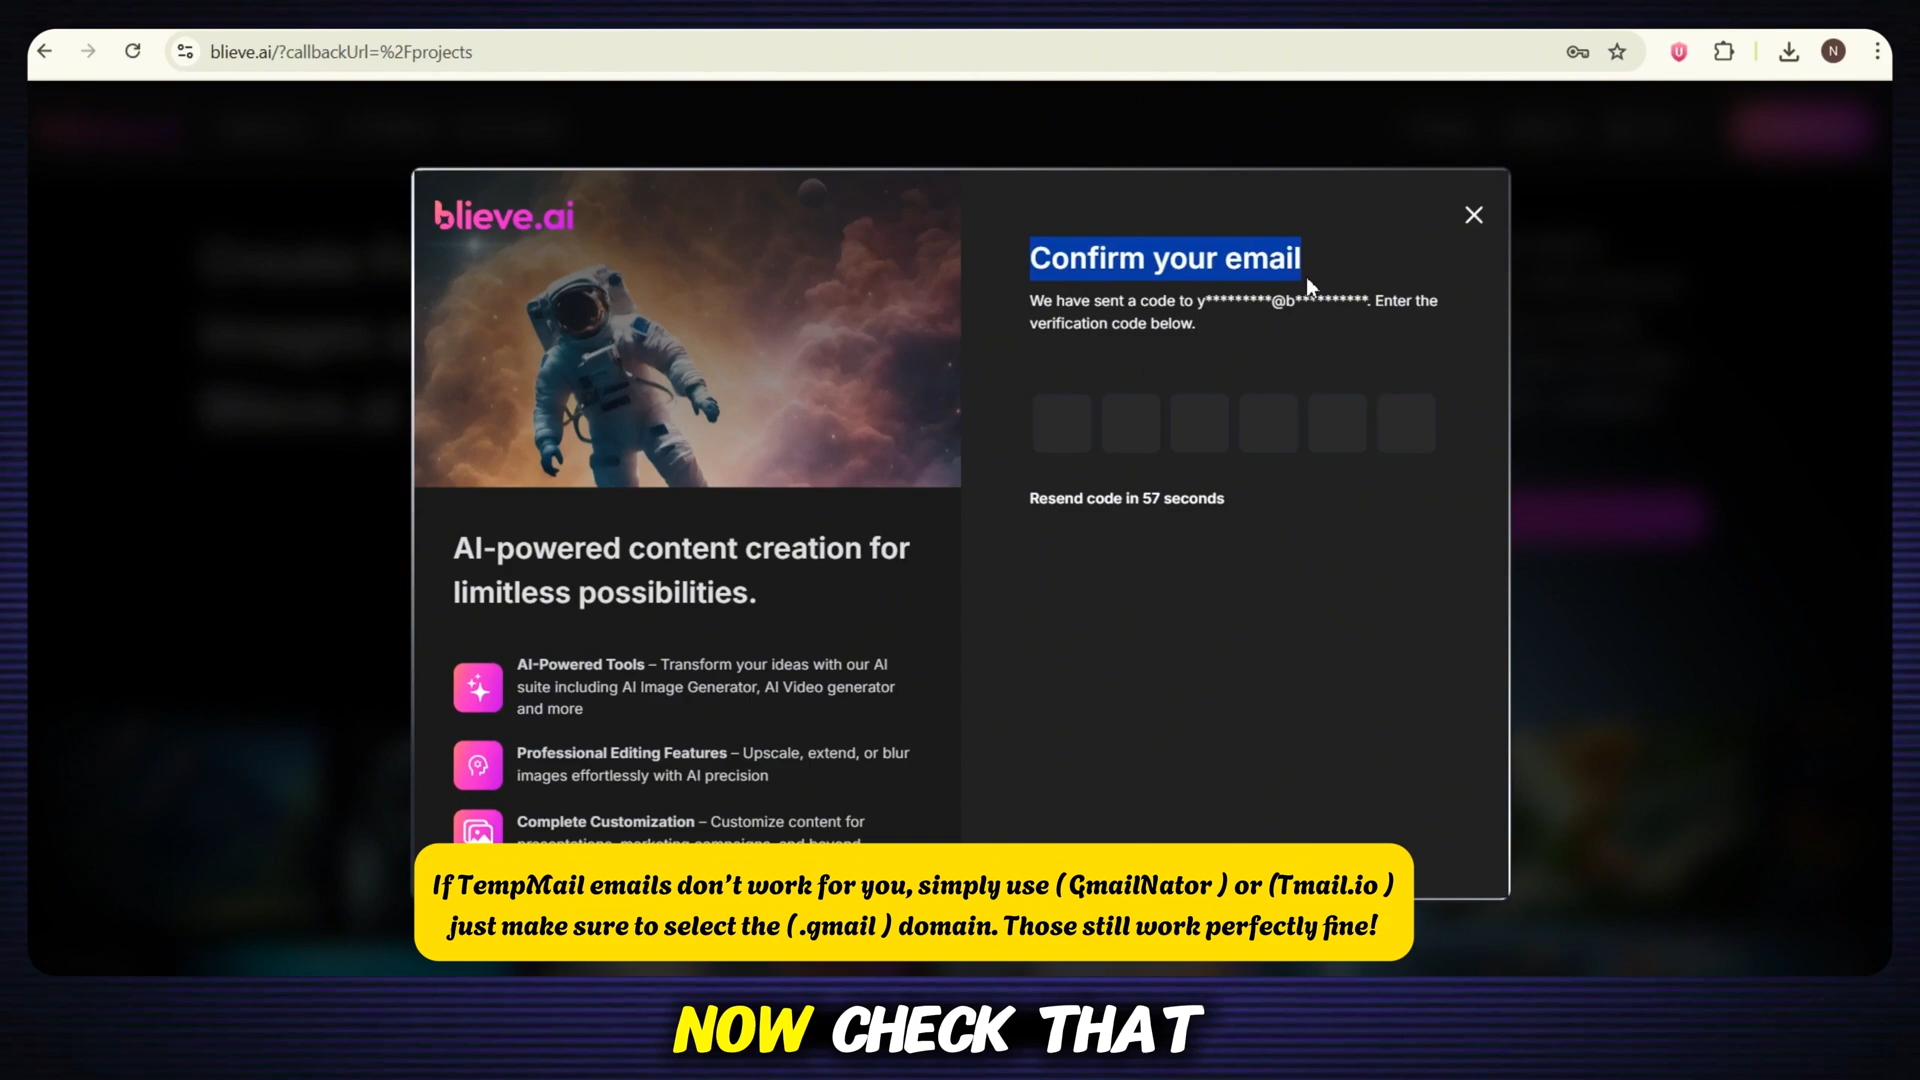 blieve.ai/?callbackUrl=%2Fprojects
N
blieve.ai
Confirm your email
We have sent a code to y*********@b**********. Enter the
verification code below.
Resend code in 57 seconds
AI-powered content creation for
limitless possibilities.
AI-Powered Tools – Transform your ideas with our AI
suite including AI Image Generator, AI Video generator
and more
Professional Editing Features – Upscale, extend, or blur
images effortlessly with AI precision
Complete Customization – Customize content for
If TempMail emails don't work for you, simply use ( GmailNator ) or (Tmail.io )
just make sure to select the ( .gmail ) domain. Those still work perfectly fine!
NOW CHECK THAT